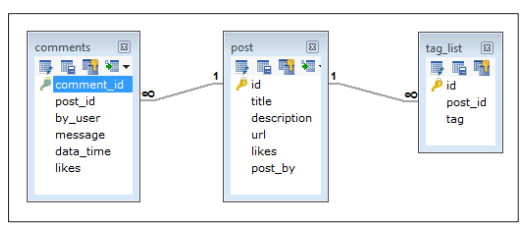 comments
comment_id
post_id
by_user
message
data_time
likes
∞
1
post
id
title
description
url
likes
post_by
1
∞
tag_list
id
post_id
tag